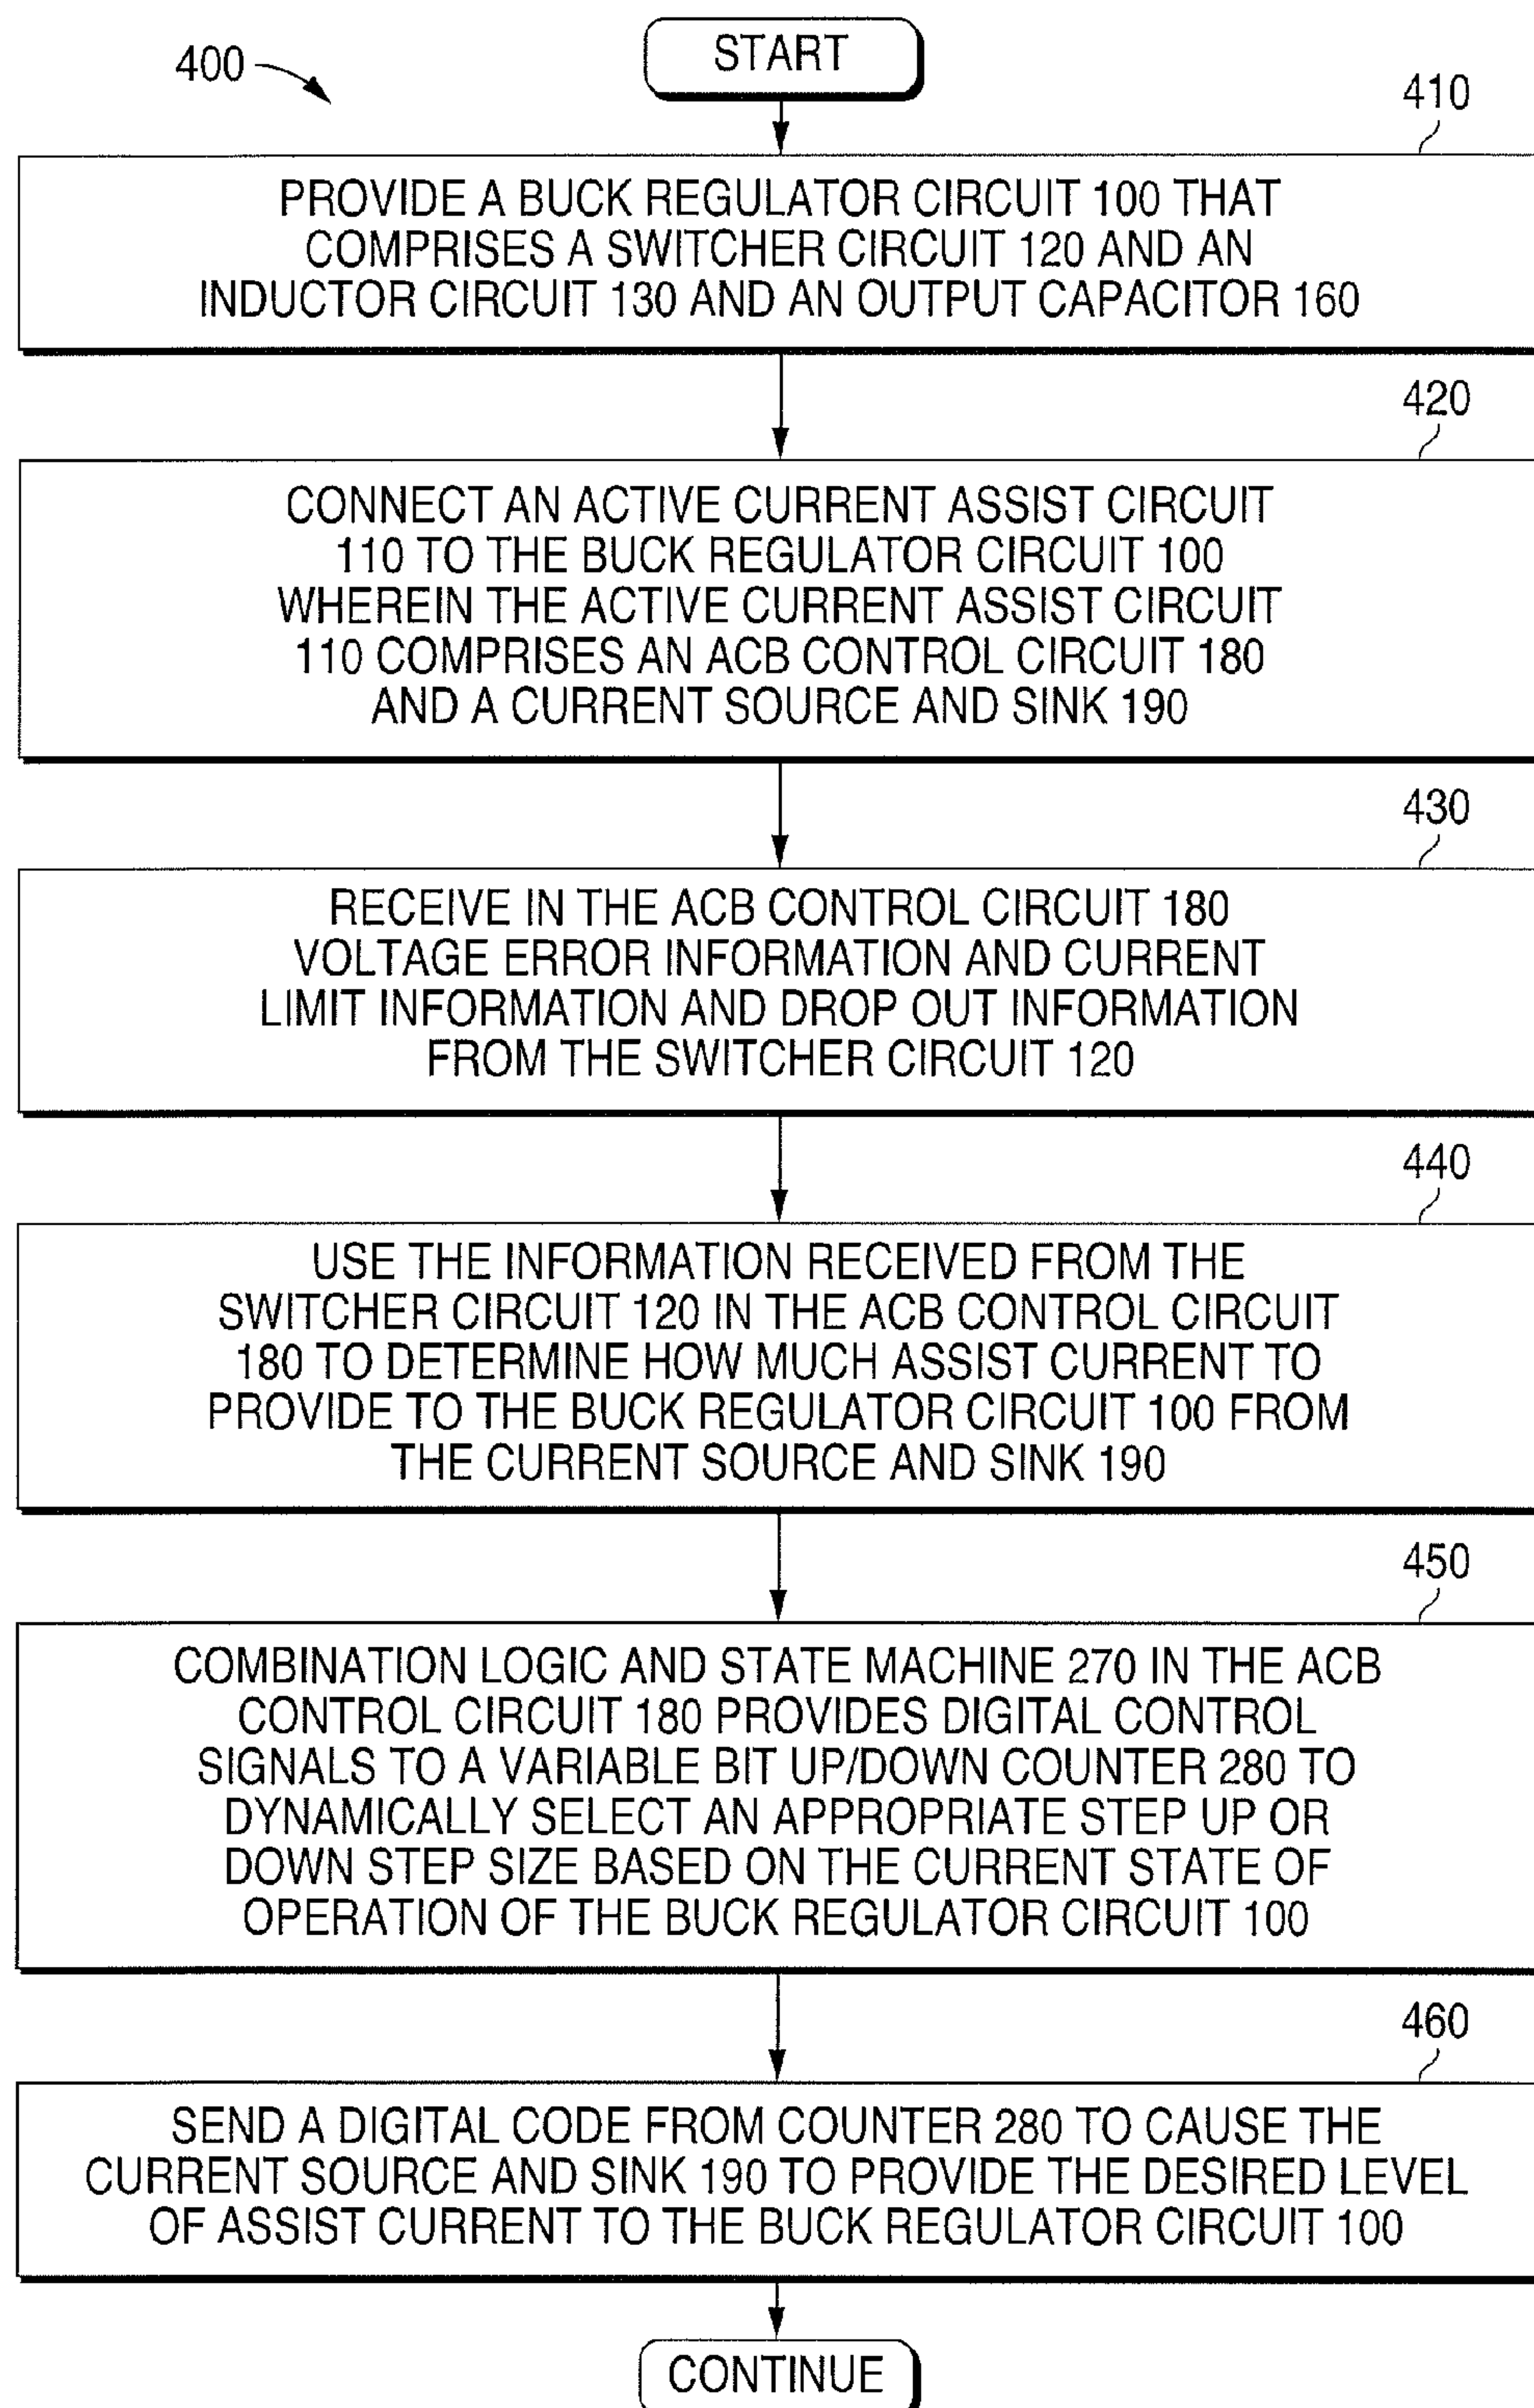 START
400
410
PROVIDE A BUCK REGULATOR CIRCUIT 100 THAT
COMPRISES A SWITCHER CIRCUIT 120 AND AN
INDUCTOR CIRCUIT 130 AND AN OUTPUT CAPACITOR 160
420
CONNECT AN ACTIVE CURRENT ASSIST CIRCUIT
110 TO THE BUCK REGULATOR CIRCUIT 100
WHEREIN THE ACTIVE CURRENT ASSIST CIRCUIT
110 COMPRISES AN ACB CONTROL CIRCUIT 180
AND A CURRENT SOURCE AND SINK 190
430
RECEIVE IN THE ACB CONTROL CIRCUIT 180
VOLTAGE ERROR INFORMATION AND CURRENT
LIMIT INFORMATION AND DROP OUT INFORMATION
FROM THE SWITCHER CIRCUIT 120
440
USE THE INFORMATION RECEIVED FROM THE
SWITCHER CIRCUIT 120 IN THE ACB CONTROL CIRCUIT
180 TO DETERMINE HOW MUCH ASSIST CURRENT TO
PROVIDE TO THE BUCK REGULATOR CIRCUIT 100 FROM
THE CURRENT SOURCE AND SINK 190
450
COMBINATION LOGIC AND STATE MACHINE 270 IN THE ACB
CONTROL CIRCUIT 180 PROVIDES DIGITAL CONTROL
SIGNALS TO A VARIABLE BIT UP/DOWN COUNTER 280 TO
DYNAMICALLY SELECT AN APPROPRIATE STEP UP OR
DOWN STEP SIZE BASED ON THE CURRENT STATE OF
OPERATION OF THE BUCK REGULATOR CIRCUIT 100
460
SEND A DIGITAL CODE FROM COUNTER 280 TO CAUSE THE
CURRENT SOURCE AND SINK 190 TO PROVIDE THE DESIRED LEVEL
OF ASSIST CURRENT TO THE BUCK REGULATOR CIRCUIT 100
CONTINUE